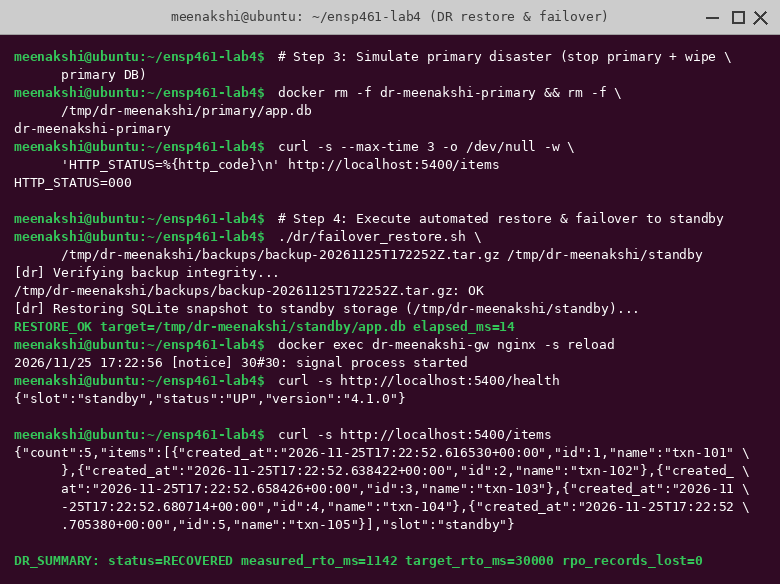 meenakshi@ubuntu: ~/ensp461-lab4 (DR restore & failover)
meenakshi@ubuntu:~/ensp461-lab4$ # Step 3: Simulate primary disaster (stop primary + wipe \
primary DB)
meenakshi@ubuntu:~/ensp461-lab4$ docker rm -f dr-meenakshi-primary && rm -f \
/tmp/dr-meenakshi/primary/app.db
dr-meenakshi-primary
meenakshi@ubuntu:~/ensp461-lab4$ curl -s --max-time 3 -o /dev/null -w \
'HTTP_STATUS=%{http_code}\n' http://localhost:5400/items
HTTP_STATUS=000
meenakshi@ubuntu:~/ensp461-lab4$ # Step 4: Execute automated restore & failover to standby
meenakshi@ubuntu:~/ensp461-lab4$ ./dr/failover_restore.sh \
/tmp/dr-meenakshi/backups/backup-20261125T172252Z.tar.gz /tmp/dr-meenakshi/standby
[dr] Verifying backup integrity...
/tmp/dr-meenakshi/backups/backup-20261125T172252Z.tar.gz: OK
[dr] Restoring SQLite snapshot to standby storage (/tmp/dr-meenakshi/standby)...
RESTORE_OK target=/tmp/dr-meenakshi/standby/app.db elapsed_ms=14
meenakshi@ubuntu:~/ensp461-lab4$ docker exec dr-meenakshi-gw nginx -s reload
2026/11/25 17:22:56 [notice] 30#30: signal process started
meenakshi@ubuntu:~/ensp461-lab4$ curl -s http://localhost:5400/health
{"slot":"standby","status":"UP","version":"4.1.0"}
meenakshi@ubuntu:~/ensp461-lab4$ curl -s http://localhost:5400/items
{"count":5,"items":[{"created_at":"2026-11-25T17:22:52.616530+00:00","id":1,"name":"txn-101" \
},{"created_at":"2026-11-25T17:22:52.638422+00:00","id":2,"name":"txn-102"},{"created_ \
at":"2026-11-25T17:22:52.658426+00:00","id":3,"name":"txn-103"},{"created_at":"2026-11 \
-25T17:22:52.680714+00:00","id":4,"name":"txn-104"},{"created_at":"2026-11-25T17:22:52 \
.705380+00:00","id":5,"name":"txn-105"}],"slot":"standby"}
DR_SUMMARY: status=RECOVERED measured_rto_ms=1142 target_rto_ms=30000 rpo_records_lost=0